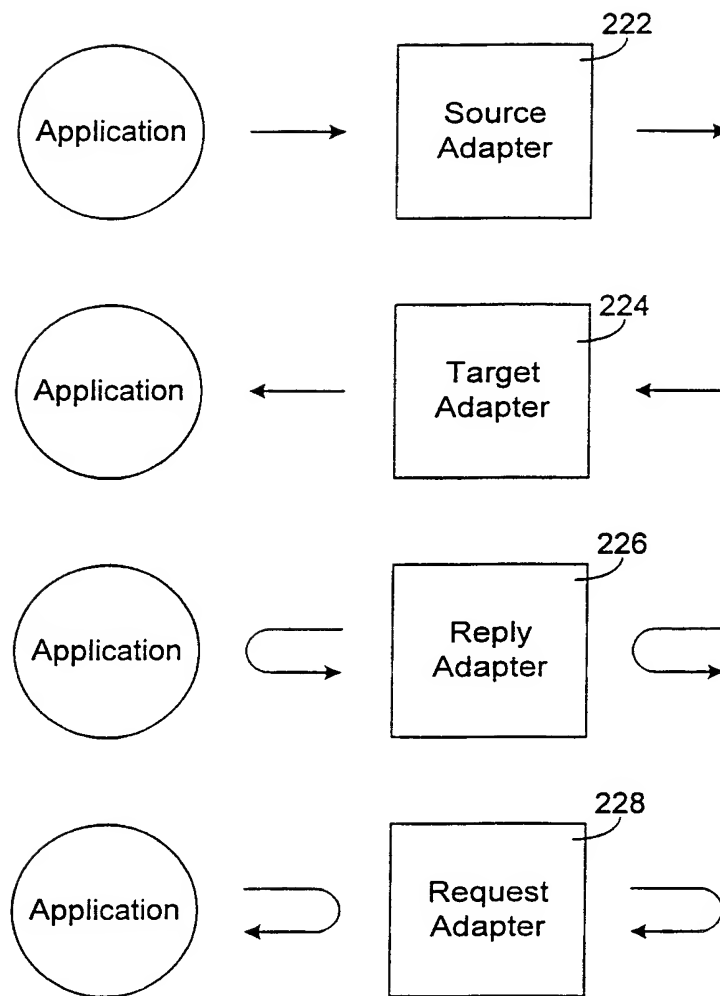 222
Application
Source
Adapter
224
Application
Target
Adapter
226
Application
Reply
Adapter
228
Application
Request
Adapter